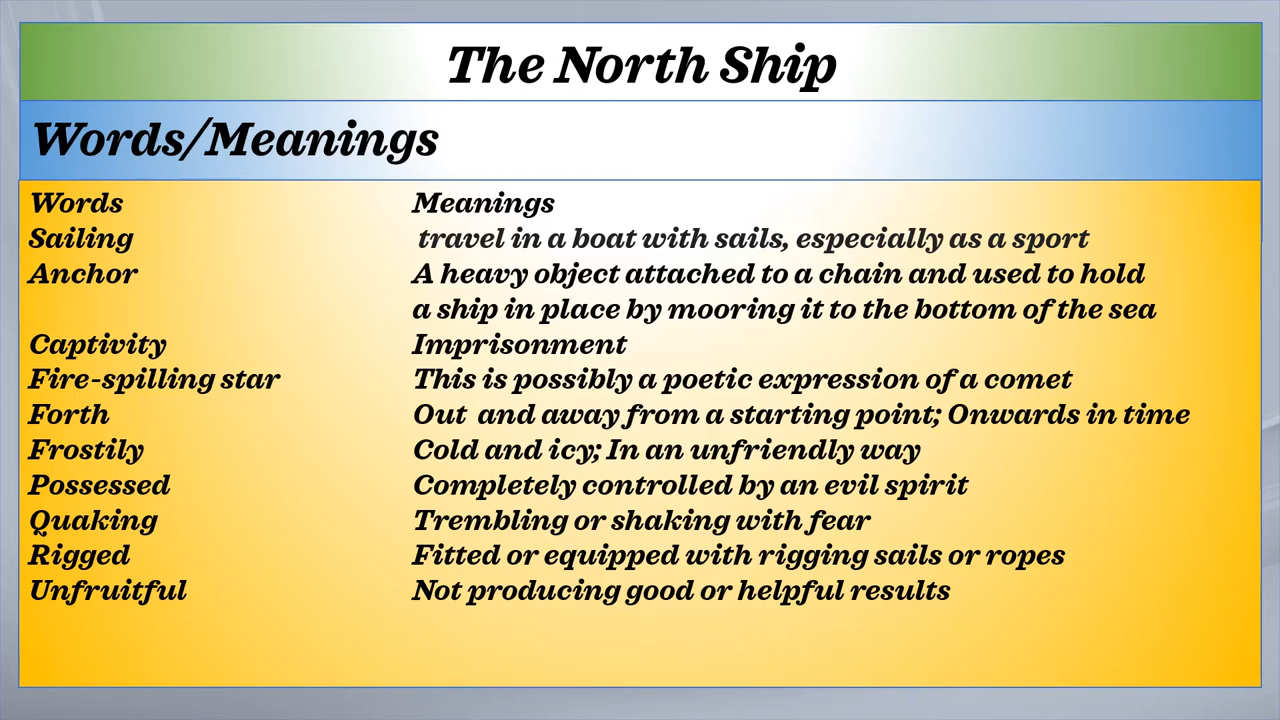 The North Ship
Words/Meanings
Words Meanings
Sailing travel in a boat with sails, especially as a sport
Anchor A heavy object attached to a chain and used to hold
a ship in place by mooring it to the bottom of the sea
Captivity Imprisonment
Fire-spilling star This is possibly a poetic expression of a comet
Forth Out and away from a starting point; Onwards in time
Frostily Cold and icy; In an unfriendly way
Possessed Completely controlled by an evil spirit
Quaking Trembling or shaking with fear
Rigged Fitted or equipped with rigging sails or ropes
Unfruitful Not producing good or helpful results